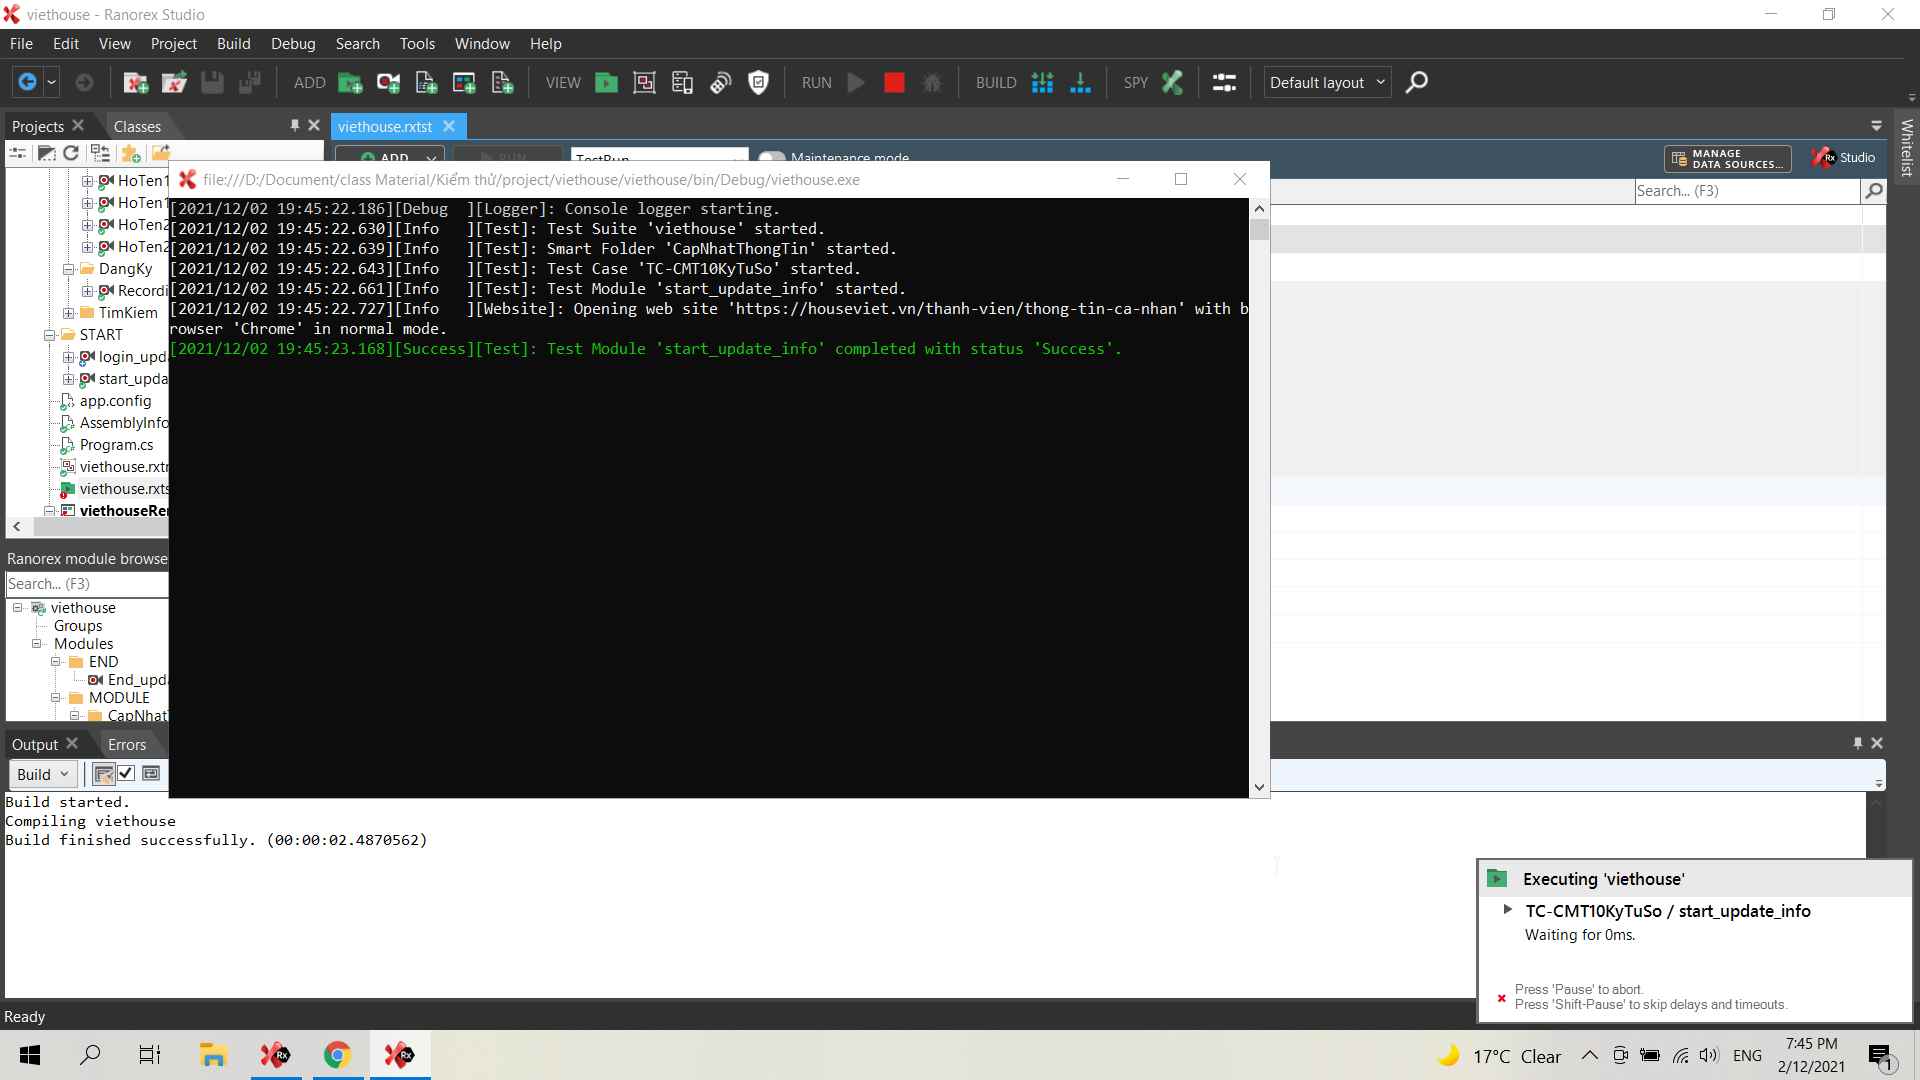 viethouse - Ranorex Studio
File Edit View Project Build Debug Search Tools Window Help
ADD VIEW RUN BUILD SPY Default layout
Projects Classes
viethouse.rxtst
Whitelist
ADD RUN TestRun Maintenance mode
MANAGE
DATA SOURCES...
Rx Studio
Search... (F3)
HoTen1
HoTen1
HoTen2
HoTen2
DangKy
Recordi
TimKiem
START
login_upd
start_upda
app.config
AssemblyInfo
Program.cs
viethouse.rxtr
viethouse.rxts
viethouseRe
file:///D:/Document/class Material/Kiểm thử/project/viethouse/viethouse/bin/Debug/viethouse.exe
[2021/12/02 19:45:22.186][Debug  ][Logger]: Console logger starting.
[2021/12/02 19:45:22.630][Info   ][Test]: Test Suite 'viethouse' started.
[2021/12/02 19:45:22.639][Info   ][Test]: Smart Folder 'CapNhatThongTin' started.
[2021/12/02 19:45:22.643][Info   ][Test]: Test Case 'TC-CMT10KyTuSo' started.
[2021/12/02 19:45:22.661][Info   ][Test]: Test Module 'start_update_info' started.
[2021/12/02 19:45:22.727][Info   ][Website]: Opening web site 'https://houseviet.vn/thanh-vien/thong-tin-ca-nhan' with b
rowser 'Chrome' in normal mode.
[2021/12/02 19:45:23.168][Success][Test]: Test Module 'start_update_info' completed with status 'Success'.
Ranorex module browse
Search... (F3)
viethouse
Groups
Modules
END
End_upda
MODULE
CapNhat
Output Errors
Build
Build started.
Compiling viethouse
Build finished successfully. (00:00:02.4870562)
Executing 'viethouse'
TC-CMT10KyTuSo / start_update_info
Waiting for 0ms.
Press 'Pause' to abort.
Press 'Shift-Pause' to skip delays and timeouts.
Ready
17°C Clear
ENG
7:45 PM
2/12/2021
1